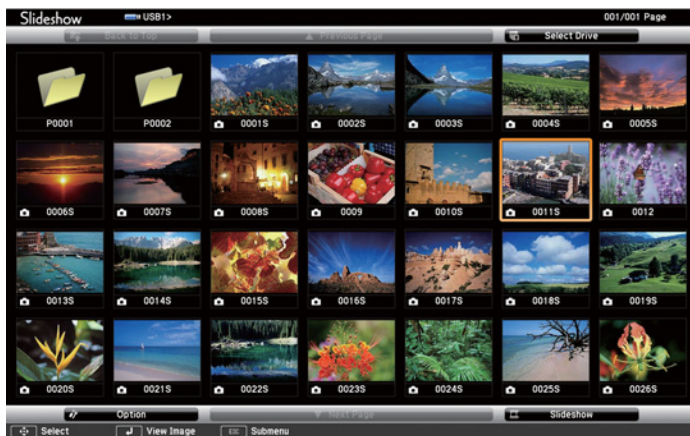 Slideshow USB1> 001/001 Page
Back to Top Previous Page Select Drive
P0001 P0002 0001S 0002S 0003S 0004S 0005S
0006S 0007S 0008S 0009 0010S 0011S 0012
0013S 0014S 0015S 0016S 0017S 0018S 0019S
0020S 0021S 0022S 0023S 0024S 0025S 0026S
Option Next Page Slideshow
Select View Image Esc Submenu